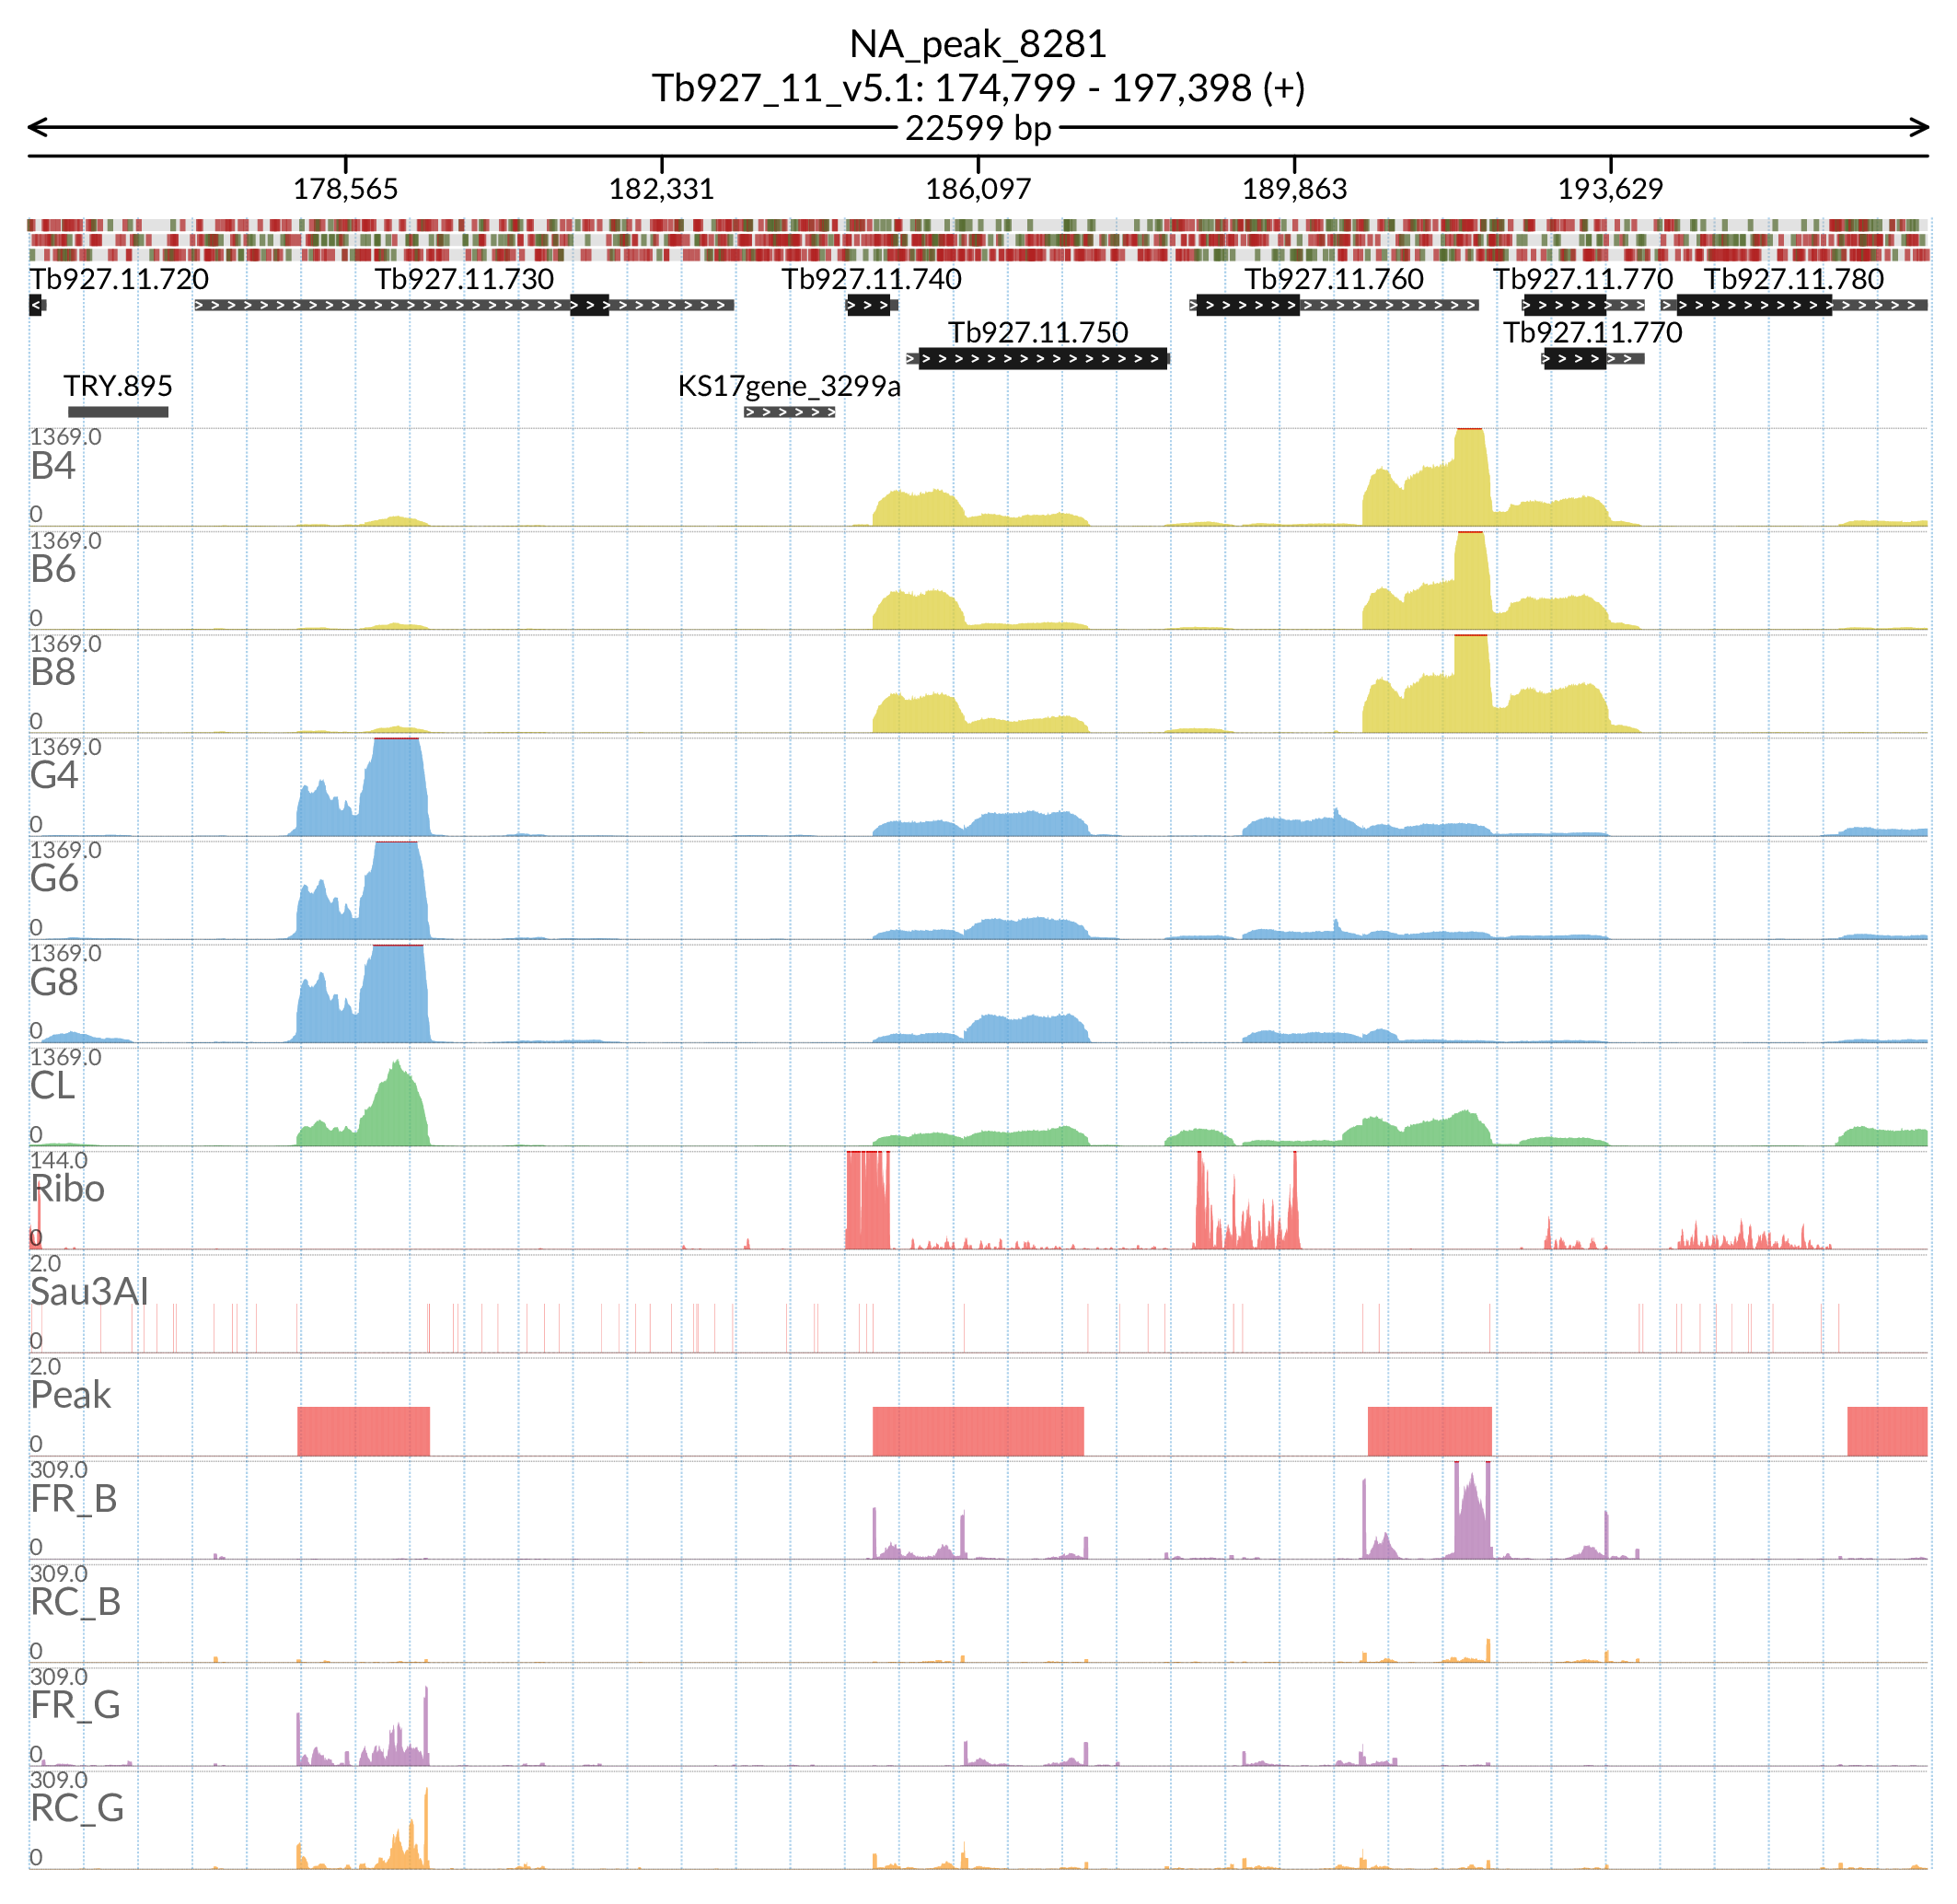 NA_peak_8281
Tb927_11_v5.1: 174,799 - 197,398 (+)
22599 bp
178,565 182,331 186,097 189,863 193,629
Tb927.11.720 Tb927.11.730 Tb927.11.740 Tb927.11.760 Tb927.11.770 Tb927.11.780
Tb927.11.750 Tb927.11.770
TRY.895 KS17gene_3299a
1369.0
B4
0
1369.0
B6
0
1369.0
B8
0
1369.0
G4
0
1369.0
G6
0
1369.0
G8
0
1369.0
CL
0
144.0
Ribo
0
2.0
Sau3AI
0
2.0
Peak
0
309.0
FR_B
0
309.0
RC_B
0
309.0
FR_G
0
309.0
RC_G
0